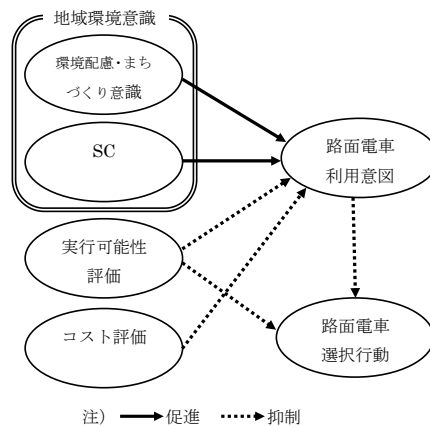 地域環境意識
環境配慮・まち
づくり意識
SC
路面電車
利用意図
実行可能性
評価
コスト評価
路面電車
選択行動
注） 促進 抑制